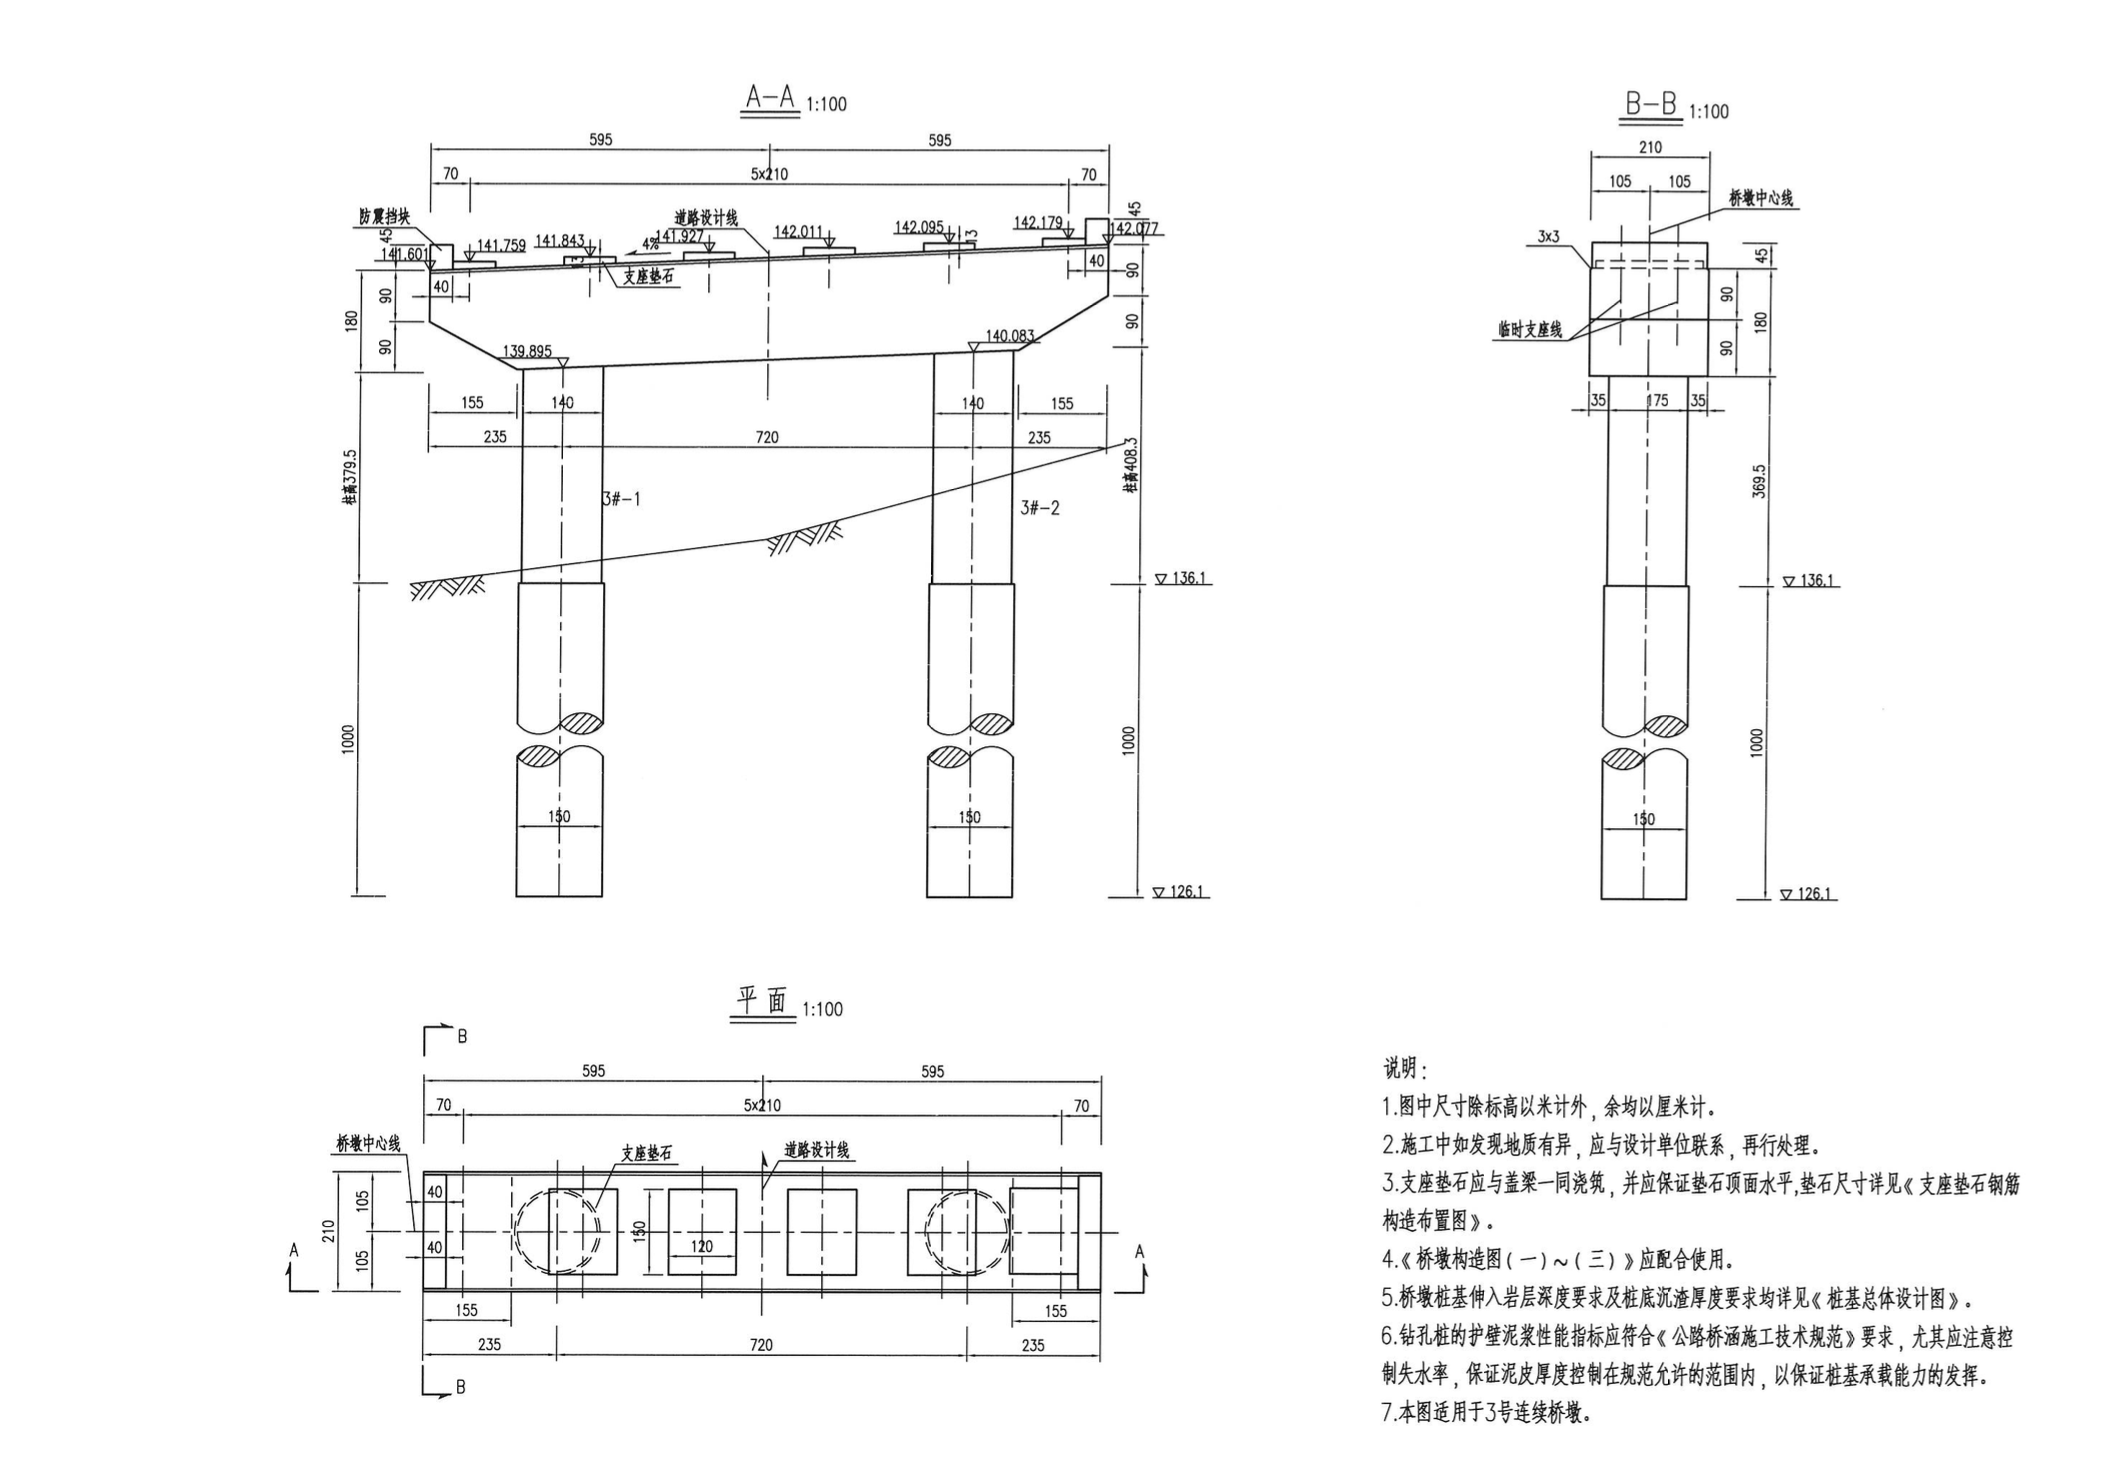 A-A 1:100
595 595
70 5x210 70
防震挡块
道路设计线
45
45
141.601
141.759
141.843
4%
141.927
142.011
142.095
13
142.179
142.077
13
支座垫石
40
40
90
90
180
90
90
139.895
140.083
155 140 140 155
235 720 235
柱高379.5
柱高408.3
3#-1
3#-2
136.1
1000
1000
150
150
126.1
B-B 1:100
210
105 105
桥墩中心线
3x3
45
90
180
90
临时支座线
35 175 35
369.5
136.1
1000
150
126.1
平面 1:100
B
595 595
70 5x210 70
桥墩中心线
支座垫石
道路设计线
40
105
210
150
120
40
105
A
A
155
155
235 720 235
B
说明：
1.图中尺寸除标高以米计外，余均以厘米计。
2.施工中如发现地质有异，应与设计单位联系，再行处理。
3.支座垫石应与盖梁一同浇筑，并应保证垫石顶面水平,垫石尺寸详见《支座垫石钢筋
构造布置图》。
4.《桥墩构造图(一)~(三)》应配合使用。
5.桥墩桩基伸入岩层深度要求及桩底沉渣厚度要求均详见《桩基总体设计图》。
6.钻孔桩的护壁泥浆性能指标应符合《公路桥涵施工技术规范》要求，尤其应注意控
制失水率，保证泥皮厚度控制在规范允许的范围内，以保证桩基承载能力的发挥。
7.本图适用于3号连续桥墩。